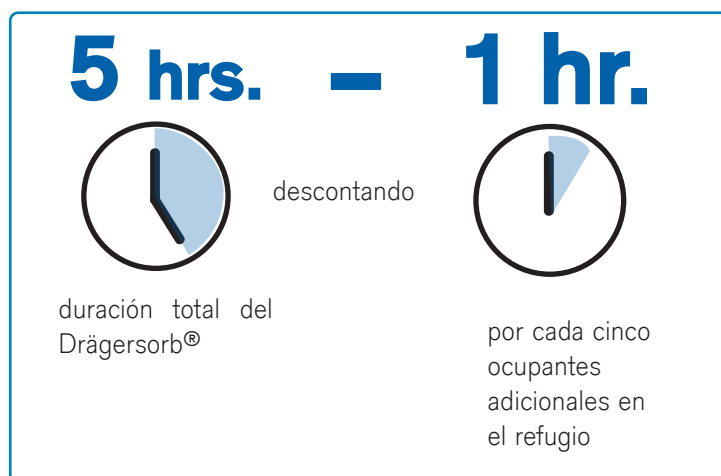 5 hrs. – 1 hr.
descontando
duración total del
Drägersorb®
por cada cinco
ocupantes
adicionales en
el refugio